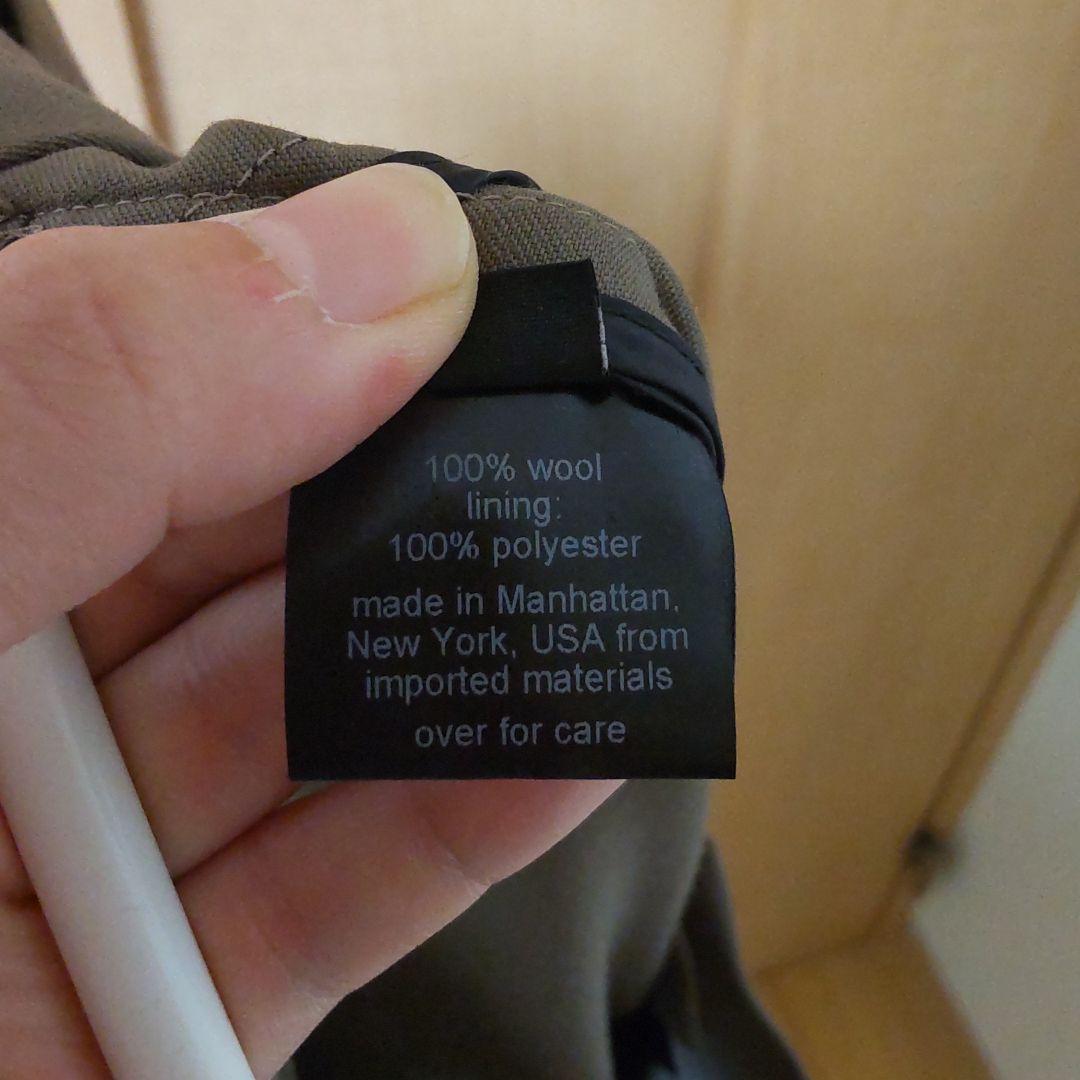 100% wool
lining:
100% polyester
made in Manhattan,
New York, USA from
imported materials
over for care